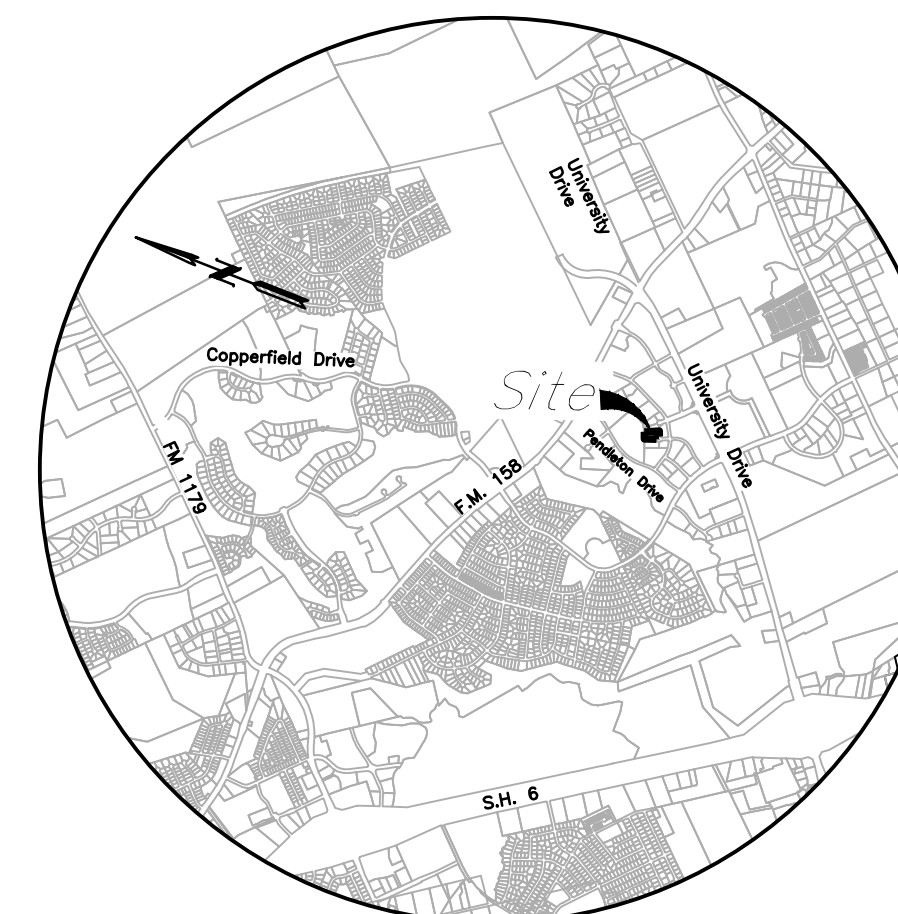 University
Drive
N
Copperfield Drive
Site
University Drive
Pendleton Drive
FM 1179
F.M. 158
S.H. 6